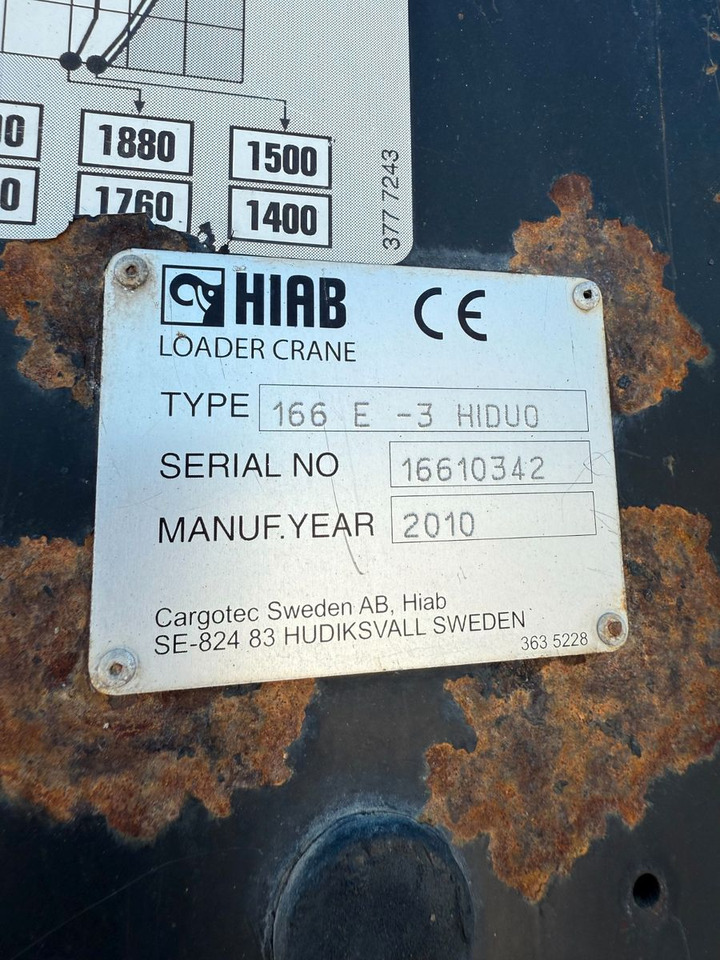 1880
1500
1760
1400
377 7243
HIAB CE
LOADER CRANE
TYPE 166 E -3 HIDUO
SERIAL NO 16610342
MANUF.YEAR 2010
Cargotec Sweden AB, Hiab
SE-824 83 HUDIKSVALL SWEDEN
363 5228